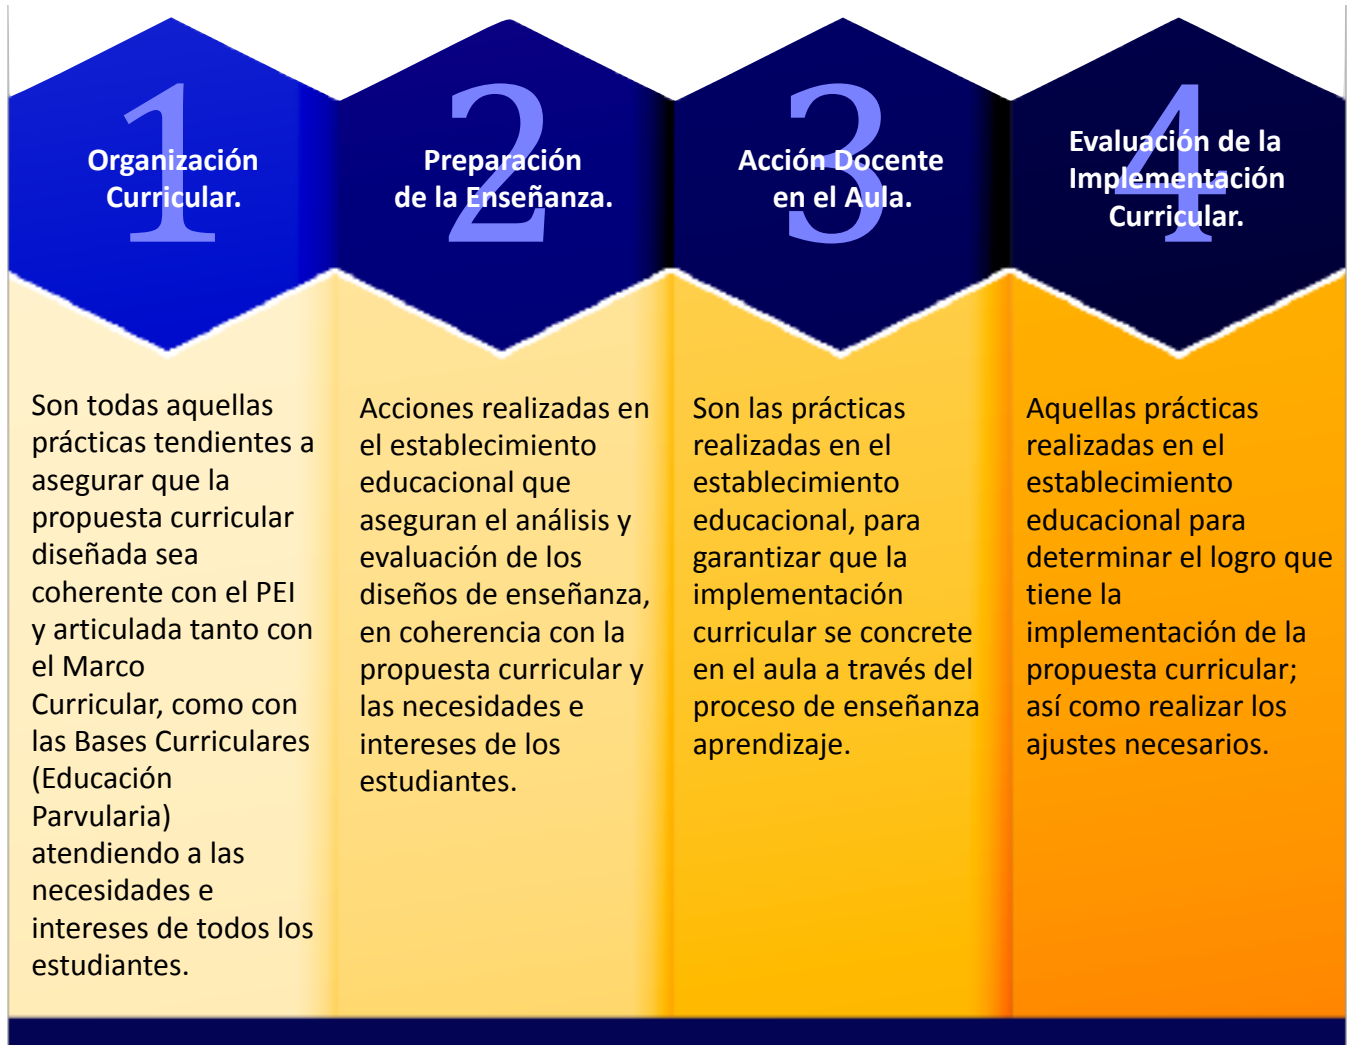 1
Organización
Curricular.
Son todas aquellas
prácticas tendientes a
asegurar que la
propuesta curricular
diseñada sea
coherente con el PEI
y articulada tanto con
el Marco
Curricular, como con
las Bases Curriculares
(Educación
Parvularia)
atendiendo a las
necesidades e
intereses de todos los
estudiantes.
2
Preparación
de la Enseñanza.
Acciones realizadas en
el establecimiento
educacional que
aseguran el análisis y
evaluación de los
diseños de enseñanza,
en coherencia con la
propuesta curricular y
las necesidades e
intereses de los
estudiantes.
3
Acción Docente
en el Aula.
Son las prácticas
realizadas en el
establecimiento
educacional, para
garantizar que la
implementación
curricular se concrete
en el aula a través del
proceso de enseñanza
aprendizaje.
4
Evaluación de la
Implementación
Curricular.
Aquellas prácticas
realizadas en el
establecimiento
educacional para
determinar el logro que
tiene la
implementación de la
propuesta curricular;
así como realizar los
ajustes necesarios.